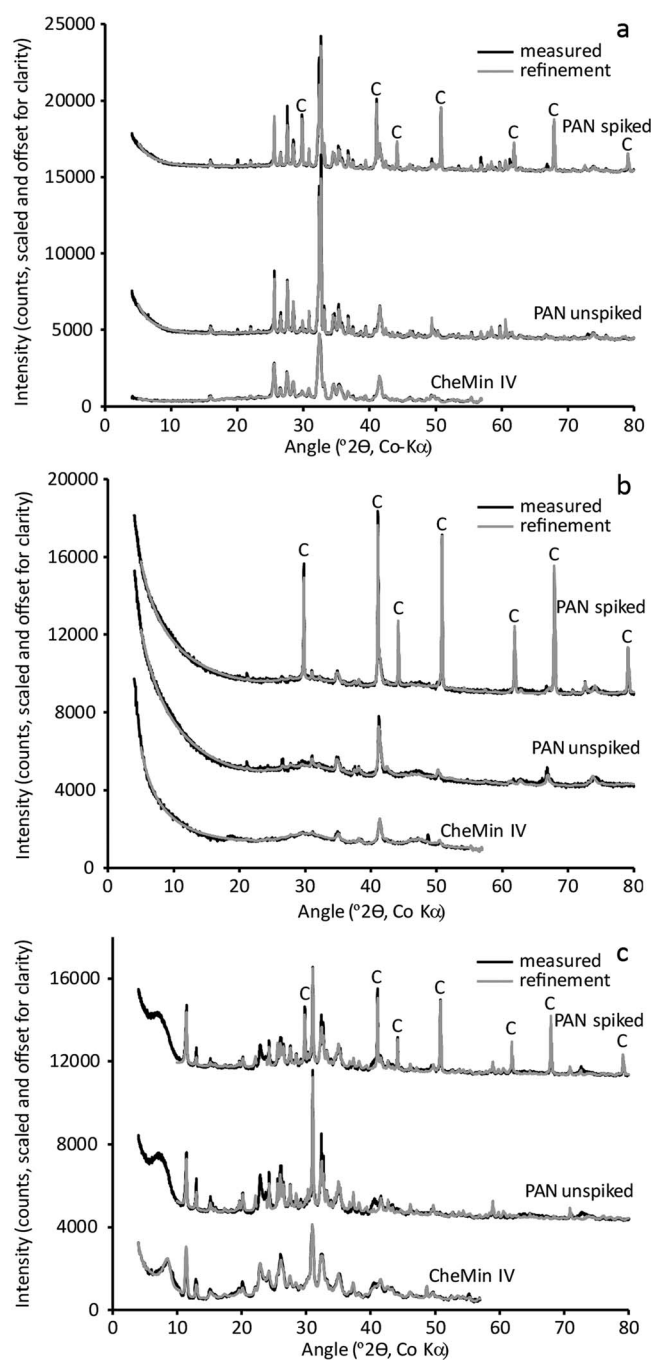 a
25000
measured
refinement
C
C
20000
C
C
PAN spiked
C
C
C
15000
Intensity (counts, scaled and offset for clarity)
10000
PAN unspiked
5000
CheMin IV
0
0 10 20 30 40 50 60 70 80
Angle (°2Θ, Co-Kα)
b
20000
measured
refinement
C
C
16000
C
C
PAN spiked
C
C
C
12000
Intensity (counts, scaled and offset for clarity)
8000
PAN unspiked
4000
CheMin IV
0
0 10 20 30 40 50 60 70 80
Angle (°2Θ, Co Kα)
c
measured
refinement
16000
C
C
C
C
C
PAN spiked
C
C
12000
Intensity (counts, scaled and offset for clarity)
8000
PAN unspiked
4000
CheMin IV
0
0 10 20 30 40 50 60 70 80
Angle (°2Θ, Co Kα)